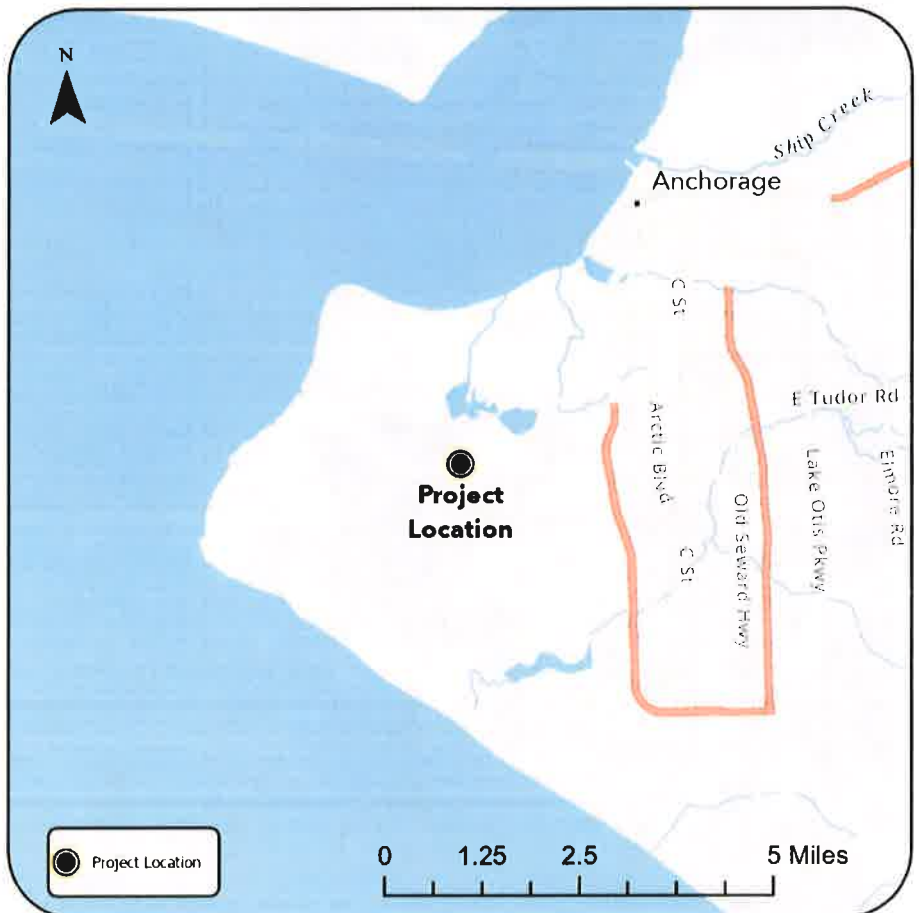 N
Ship Creek
Anchorage
C St
E Tudor Rd
Arctic Blvd
Elmore Rd
Lake Otis Pkwy
Project
Location
Old Seward Hwy
C St
Project Location
0 1.25 2.5 5 Miles